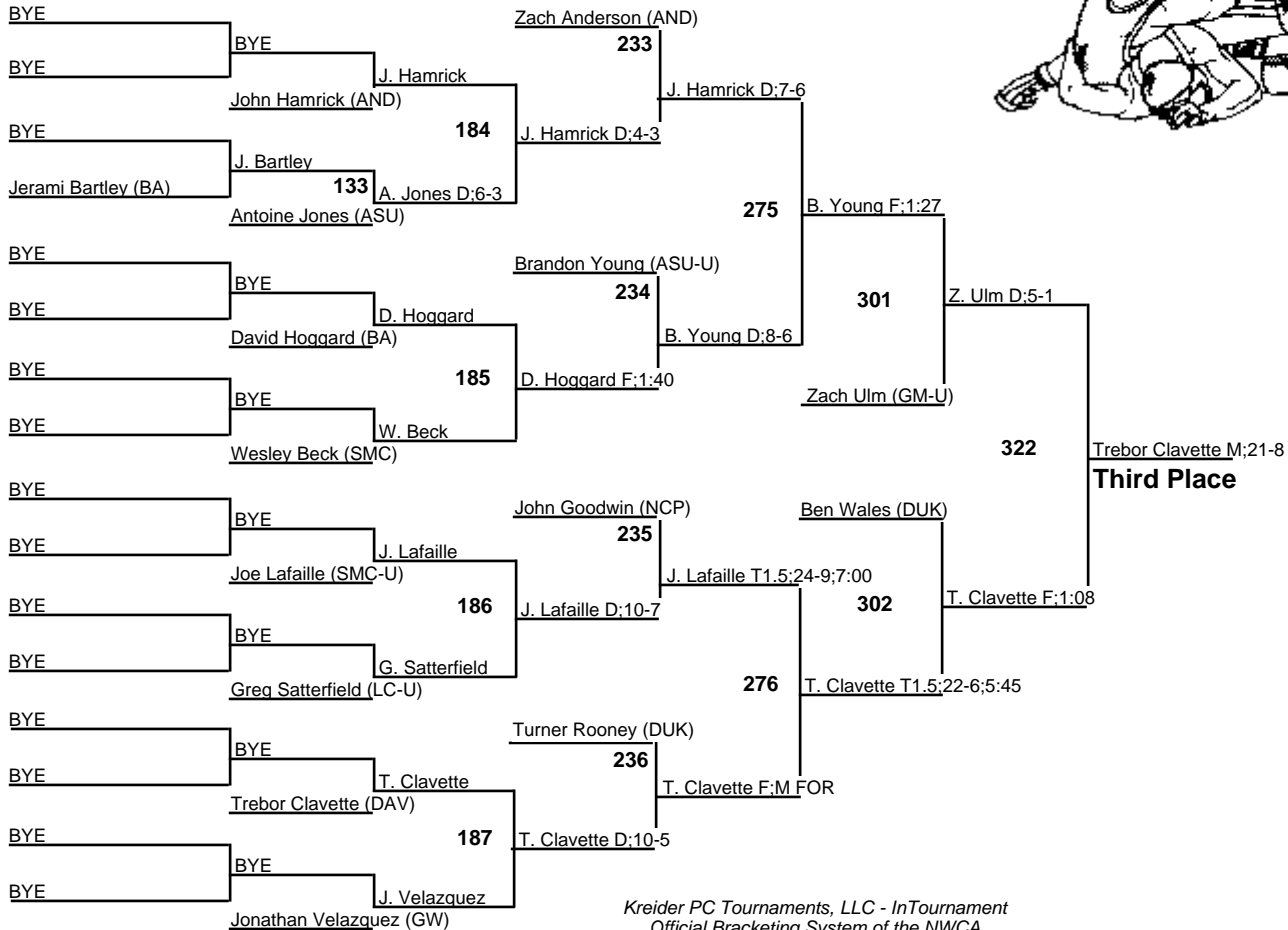 BYE
Zach Anderson (AND)
BYE
233
BYE
J. Hamrick
J. Hamrick D;7-6
John Hamrick (AND)
184
BYE
J. Hamrick D;4-3
J. Bartley
133
Jerami Bartley (BA)
A. Jones D;6-3
Antoine Jones (ASU)
275
B. Young F;1:27
BYE
Brandon Young (ASU-U)
BYE
234
301
Z. Ulm D;5-1
BYE
D. Hoggard
David Hoggard (BA)
B. Young D;8-6
BYE
185
D. Hoggard F;1:40
BYE
Zach Ulm (GM-U)
BYE
W. Beck
Wesley Beck (SMC)
322
Trebor Clavette M;21-8
Third Place
BYE
John Goodwin (NCP)
Ben Wales (DUK)
BYE
235
BYE
J. Lafaille
Joe Lafaille (SMC-U)
J. Lafaille T1.5;24-9;7:00
BYE
186
J. Lafaille D;10-7
302
T. Clavette F;1:08
BYE
BYE
G. Satterfield
Greg Satterfield (LC-U)
276
T. Clavette T1.5;22-6;5:45
BYE
Turner Rooney (DUK)
BYE
236
BYE
T. Clavette
T. Clavette F;M FOR
Trebor Clavette (DAV)
BYE
187
T. Clavette D;10-5
BYE
BYE
J. Velazquez
Jonathan Velazquez (GW)
Kreider PC Tournaments, LLC - InTournament
Official Bracketing System of the NWCA